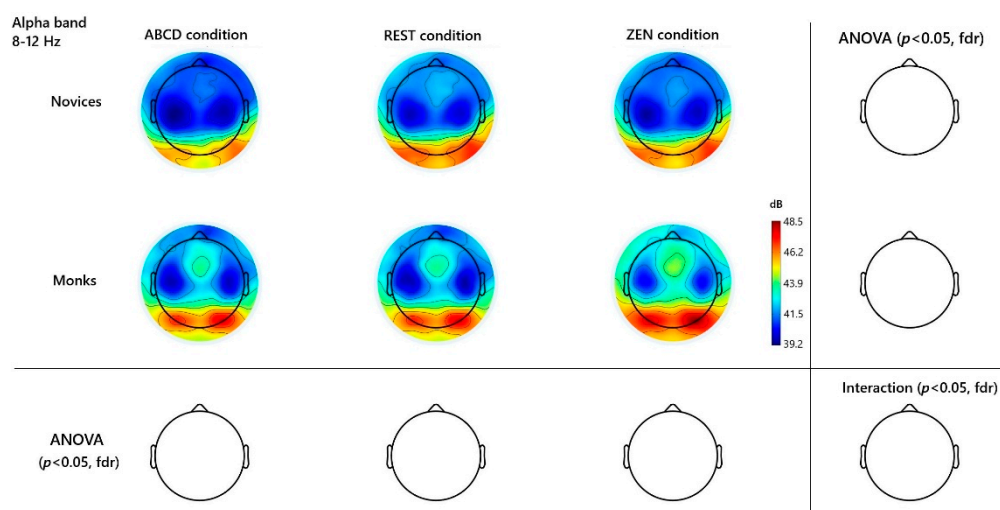 Alpha band
8-12 Hz
ABCD condition
REST condition
ZEN condition
ANOVA (p<0.05, fdr)
Novices
dB
48.5
46.2
Monks
43.9
41.5
39.2
Interaction (p<0.05, fdr)
ANOVA
(p<0.05, fdr)